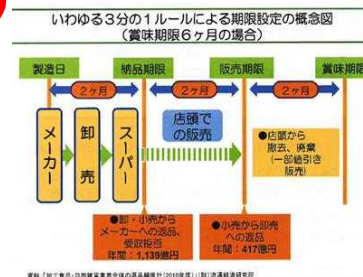 いわゆる3分の1ルールによる期限設定の概念図
(賞味期限6ヶ月の場合)
製造日 納品期限 販売期限 賞味期限
2ヶ月 2ヶ月 2ヶ月
メーカー
卸売
スーパー
店頭で
の販売
●店頭から
撤去、廃棄
(一部値引き
販売)
●卸・小売から
メーカーへの返品、
受取拒否
年間:1,139億円
●小売から卸売
への返品
年間:417億円